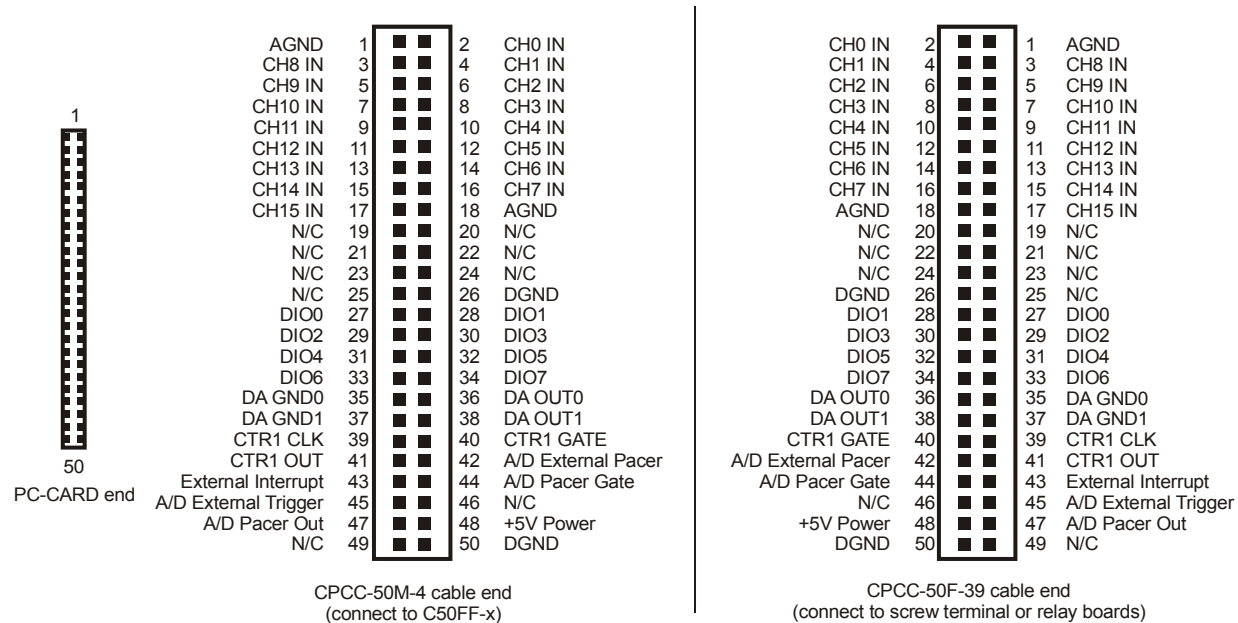 1
50
PC-CARD end
AGND 1 2 CH0 IN
CH8 IN 3 4 CH1 IN
CH9 IN 5 6 CH2 IN
CH10 IN 7 8 CH3 IN
CH11 IN 9 10 CH4 IN
CH12 IN 11 12 CH5 IN
CH13 IN 13 14 CH6 IN
CH14 IN 15 16 CH7 IN
CH15 IN 17 18 AGND
N/C 19 20 N/C
N/C 21 22 N/C
N/C 23 24 N/C
N/C 25 26 DGND
DIO0 27 28 DIO1
DIO2 29 30 DIO3
DIO4 31 32 DIO5
DIO6 33 34 DIO7
DA GND0 35 36 DA OUT0
DA GND1 37 38 DA OUT1
CTR1 CLK 39 40 CTR1 GATE
CTR1 OUT 41 42 A/D External Pacer
External Interrupt 43 44 A/D Pacer Gate
A/D External Trigger 45 46 N/C
A/D Pacer Out 47 48 +5V Power
N/C 49 50 DGND
CPCC-50M-4 cable end
(connect to C50FF-x)
CH0 IN 2 1 AGND
CH1 IN 4 3 CH8 IN
CH2 IN 6 5 CH9 IN
CH3 IN 8 7 CH10 IN
CH4 IN 10 9 CH11 IN
CH5 IN 12 11 CH12 IN
CH6 IN 14 13 CH13 IN
CH7 IN 16 15 CH14 IN
AGND 18 17 CH15 IN
N/C 20 19 N/C
N/C 22 21 N/C
N/C 24 23 N/C
DGND 26 25 N/C
DIO1 28 27 DIO0
DIO3 30 29 DIO2
DIO5 32 31 DIO4
DIO7 34 33 DIO6
DA OUT0 36 35 DA GND0
DA OUT1 38 37 DA GND1
CTR1 GATE 40 39 CTR1 CLK
A/D External Pacer 42 41 CTR1 OUT
A/D Pacer Gate 44 43 External Interrupt
N/C 46 45 A/D External Trigger
+5V Power 48 47 A/D Pacer Out
DGND 50 49 N/C
CPCC-50F-39 cable end
(connect to screw terminal or relay boards)